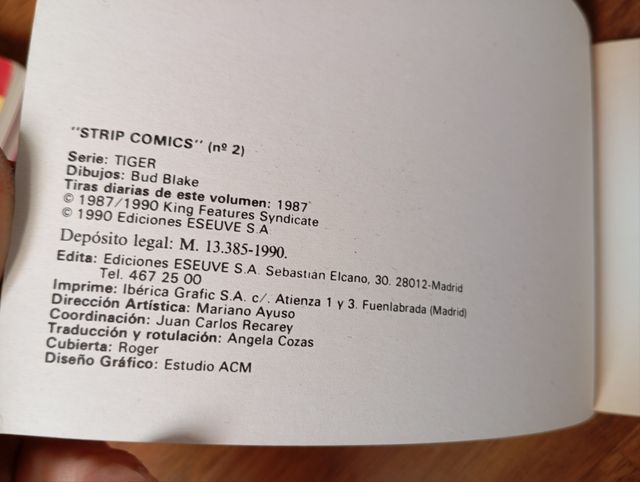 "STRIP COMICS" (nº 2)
Serie: TIGER
Dibujos: Bud Blake
Tiras diarias de este volumen: 1987
© 1987/1990 King Features Syndicate
© 1990 Ediciones ESEUVE S.A
Depósito legal: M. 13.385-1990.
Edita: Ediciones ESEUVE S.A. Sebastián Elcano, 30. 28012-Madrid
Tel. 467 25 00
Imprime: Ibérica Grafic S.A. c/. Atienza 1 y 3. Fuenlabrada (Madrid)
Dirección Artística: Mariano Ayuso
Coordinación: Juan Carlos Recarey
Traducción y rotulación: Angela Cozas
Cubierta: Roger
Diseño Gráfico: Estudio ACM